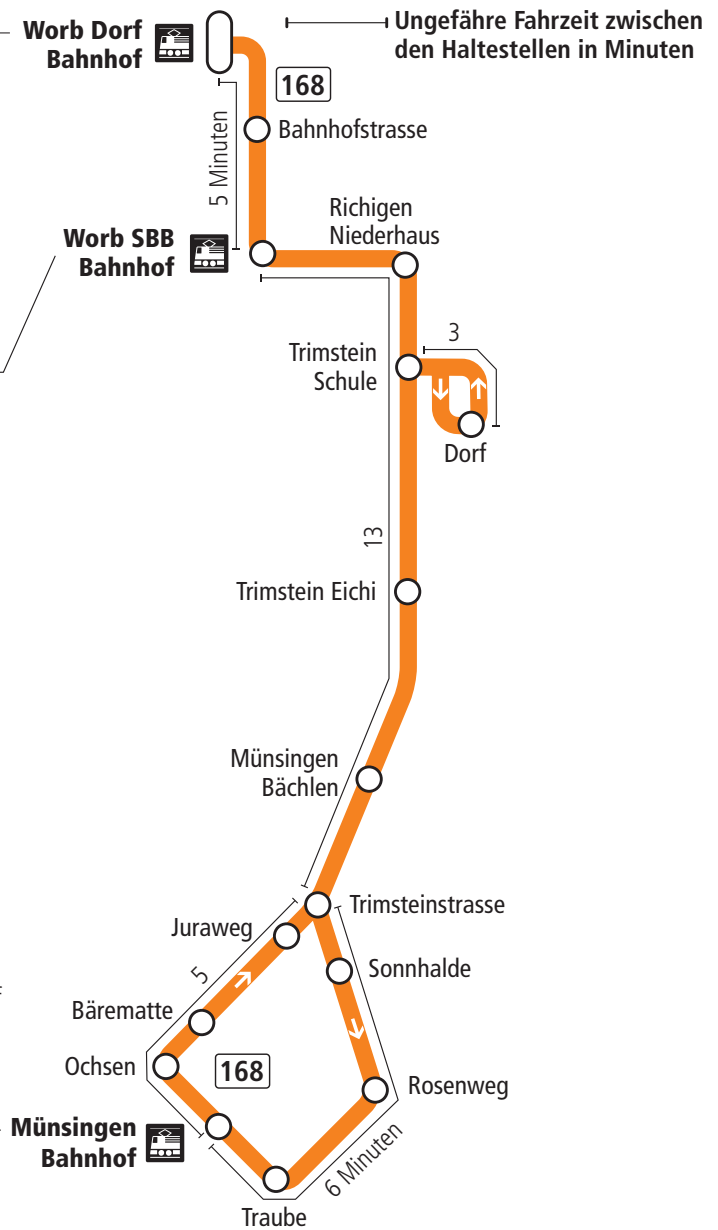 Worb Dorf
Bahnhof
Ungefähre Fahrzeit zwischen
den Haltestellen in Minuten
168
5 Minuten
Bahnhofstrasse
Richigen
Niederhaus
Worb SBB
Bahnhof
Trimstein
Schule
3
Dorf
13
Trimstein Eichi
Münsingen
Bächlen
Trimsteinstrasse
Juraweg
Sonnhalde
5
Bärematte
Ochsen
168
Rosenweg
Münsingen
Bahnhof
6 Minuten
Traube